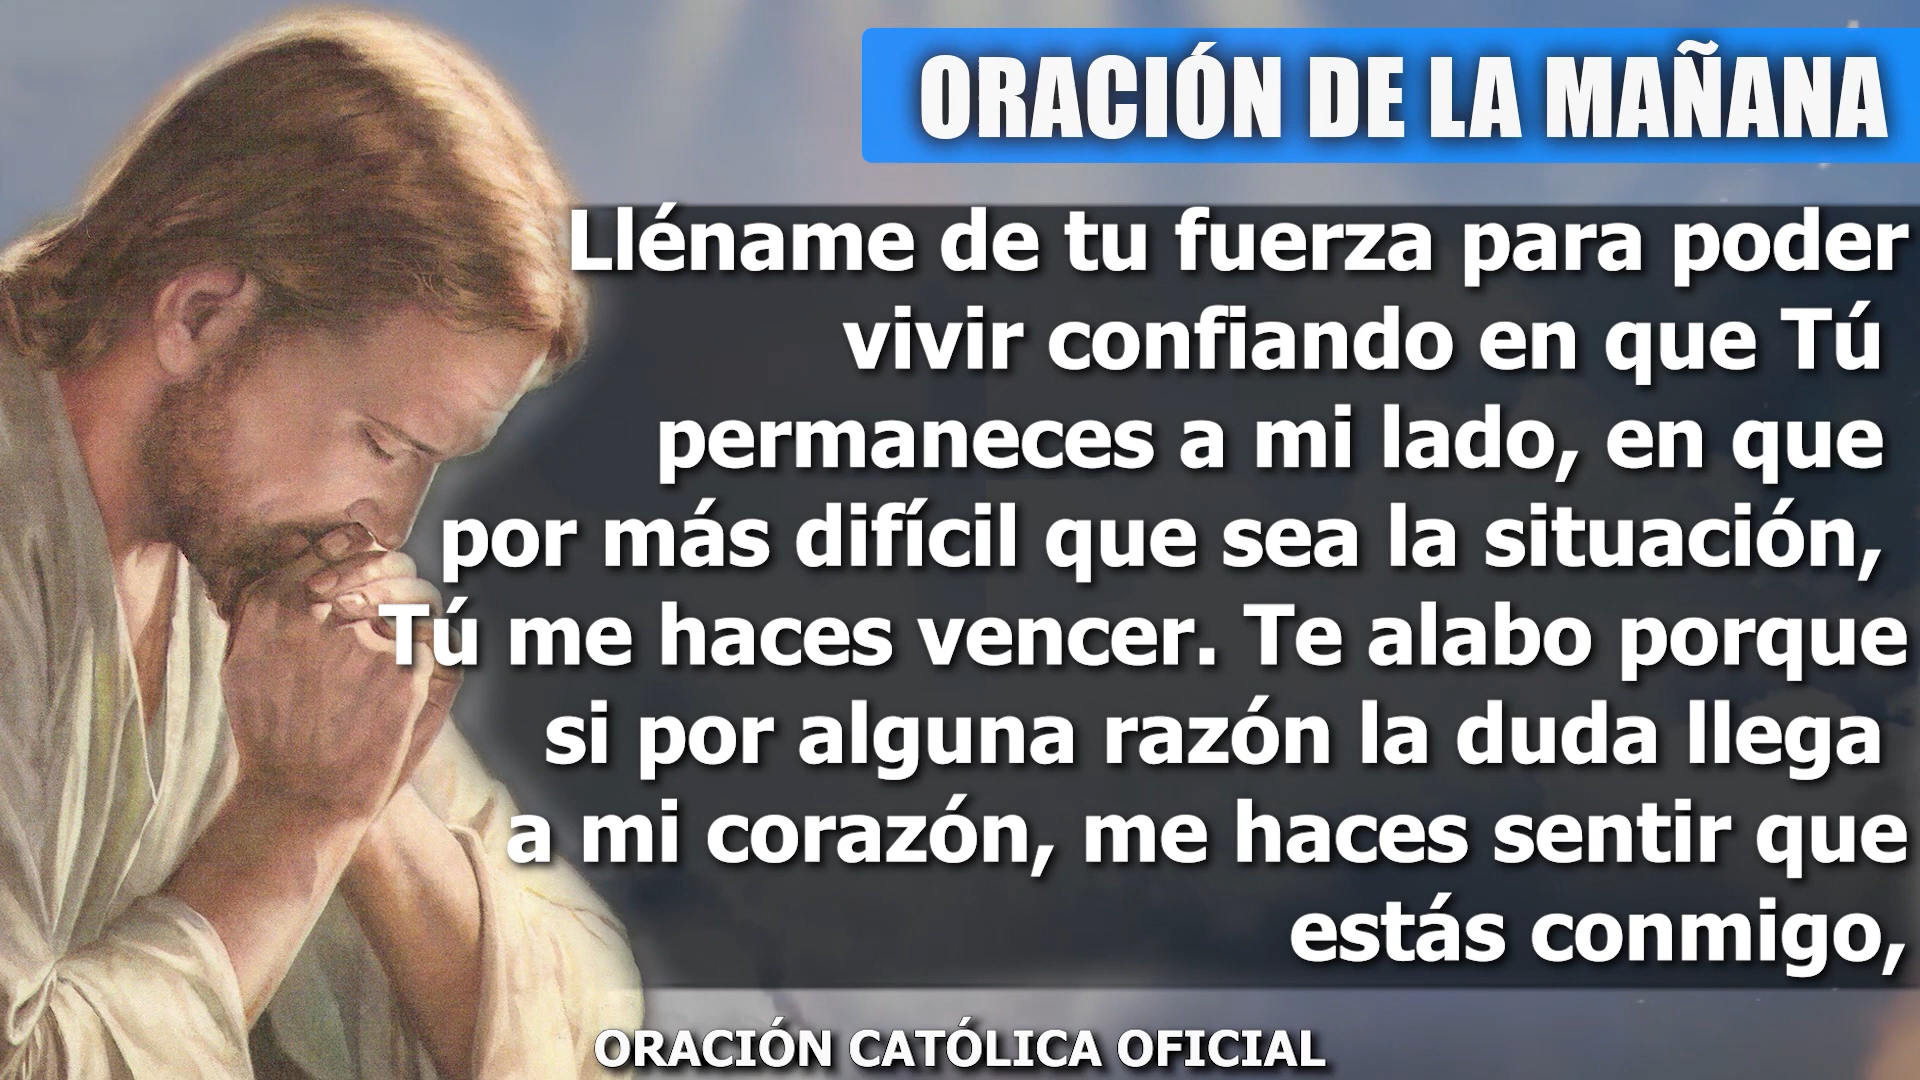 ORACIÓN DE LA MAÑANA
Lléname de tu fuerza para poder
vivir confiando en que Tú
permaneces a mi lado, en que
por más difícil que sea la situación,
Tú me haces vencer. Te alabo porque
si por alguna razón la duda llega
a mi corazón, me haces sentir que
estás conmigo,
ORACIÓN CATÓLICA OFICIAL